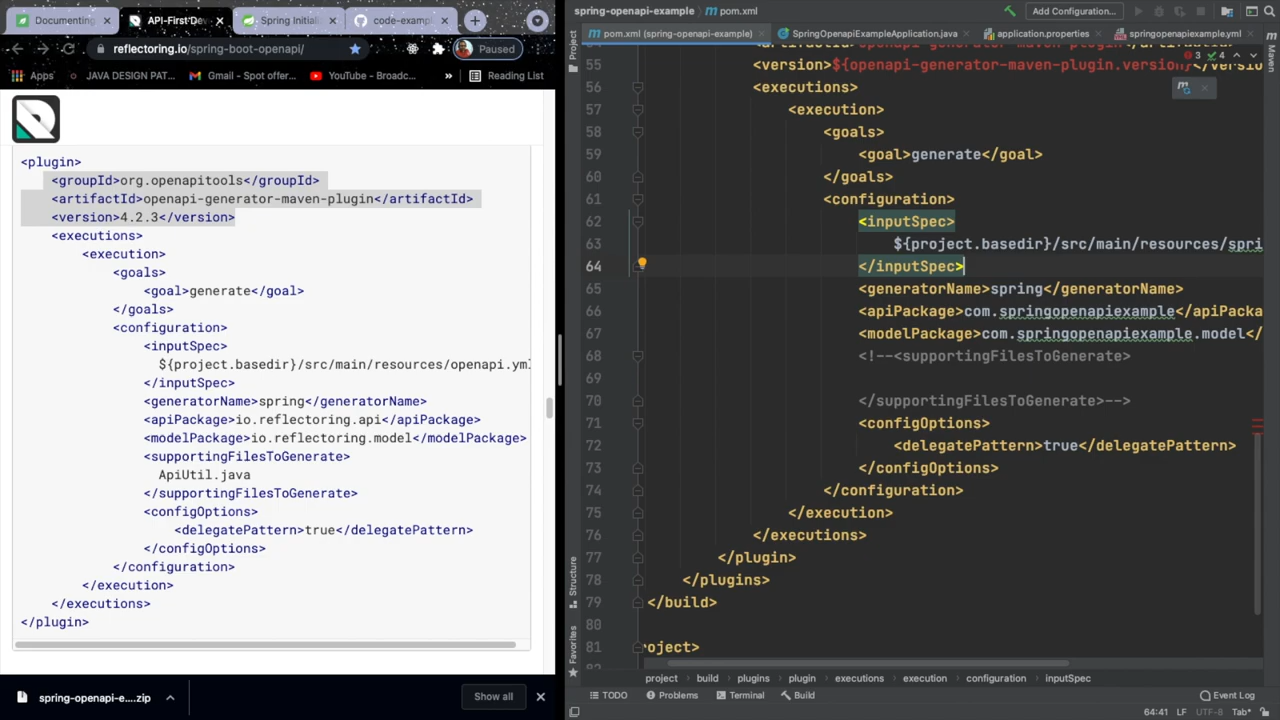 Documenting
API-First Dev
Spring Initiali
code-exampl
reflectoring.io/spring-boot-openapi/
Paused
Apps
JAVA DESIGN PAT...
Gmail - Spot offer...
YouTube - Broadc...
»
Reading List
<plugin>
<groupId>org.openapitools</groupId>
<artifactId>openapi-generator-maven-plugin</artifactId>
<version>4.2.3</version>
<executions>
<execution>
<goals>
<goal>generate</goal>
</goals>
<configuration>
<inputSpec>
${project.basedir}/src/main/resources/openapi.yml
</inputSpec>
<generatorName>spring</generatorName>
<apiPackage>io.reflectoring.api</apiPackage>
<modelPackage>io.reflectoring.model</modelPackage>
<supportingFilesToGenerate>
ApiUtil.java
</supportingFilesToGenerate>
<configOptions>
<delegatePattern>true</delegatePattern>
</configOptions>
</configuration>
</execution>
</executions>
</plugin>
spring-openapi-e....zip
Show all
spring-openapi-example
pom.xml
Add Configuration...
pom.xml (spring-openapi-example)
SpringOpenapiExampleApplication.java
application.properties
springopenapiexample.yml
Project
Maven
3
4
55 <version>${openapi-generator-maven-plugin.version}</versio
56 <executions>
57 <execution>
58 <goals>
59 <goal>generate</goal>
60 </goals>
61 <configuration>
62 <inputSpec>
63 ${project.basedir}/src/main/resources/spri
64 </inputSpec>
65 <generatorName>spring</generatorName>
66 <apiPackage>com.springopenapiexample</apiPacka
67 <modelPackage>com.springopenapiexample.model</
68 <!--<supportingFilesToGenerate>
69
70 </supportingFilesToGenerate>-->
71 <configOptions>
72 <delegatePattern>true</delegatePattern>
73 </configOptions>
74 </configuration>
75 </execution>
76 </executions>
77 </plugin>
78 </plugins>
79 </build>
80
81 roject>
82
Structure
Favorites
project
build
plugins
plugin
executions
execution
configuration
inputSpec
TODO
Problems
Terminal
Build
Event Log
64:41
LF
UTF-8
Tab*